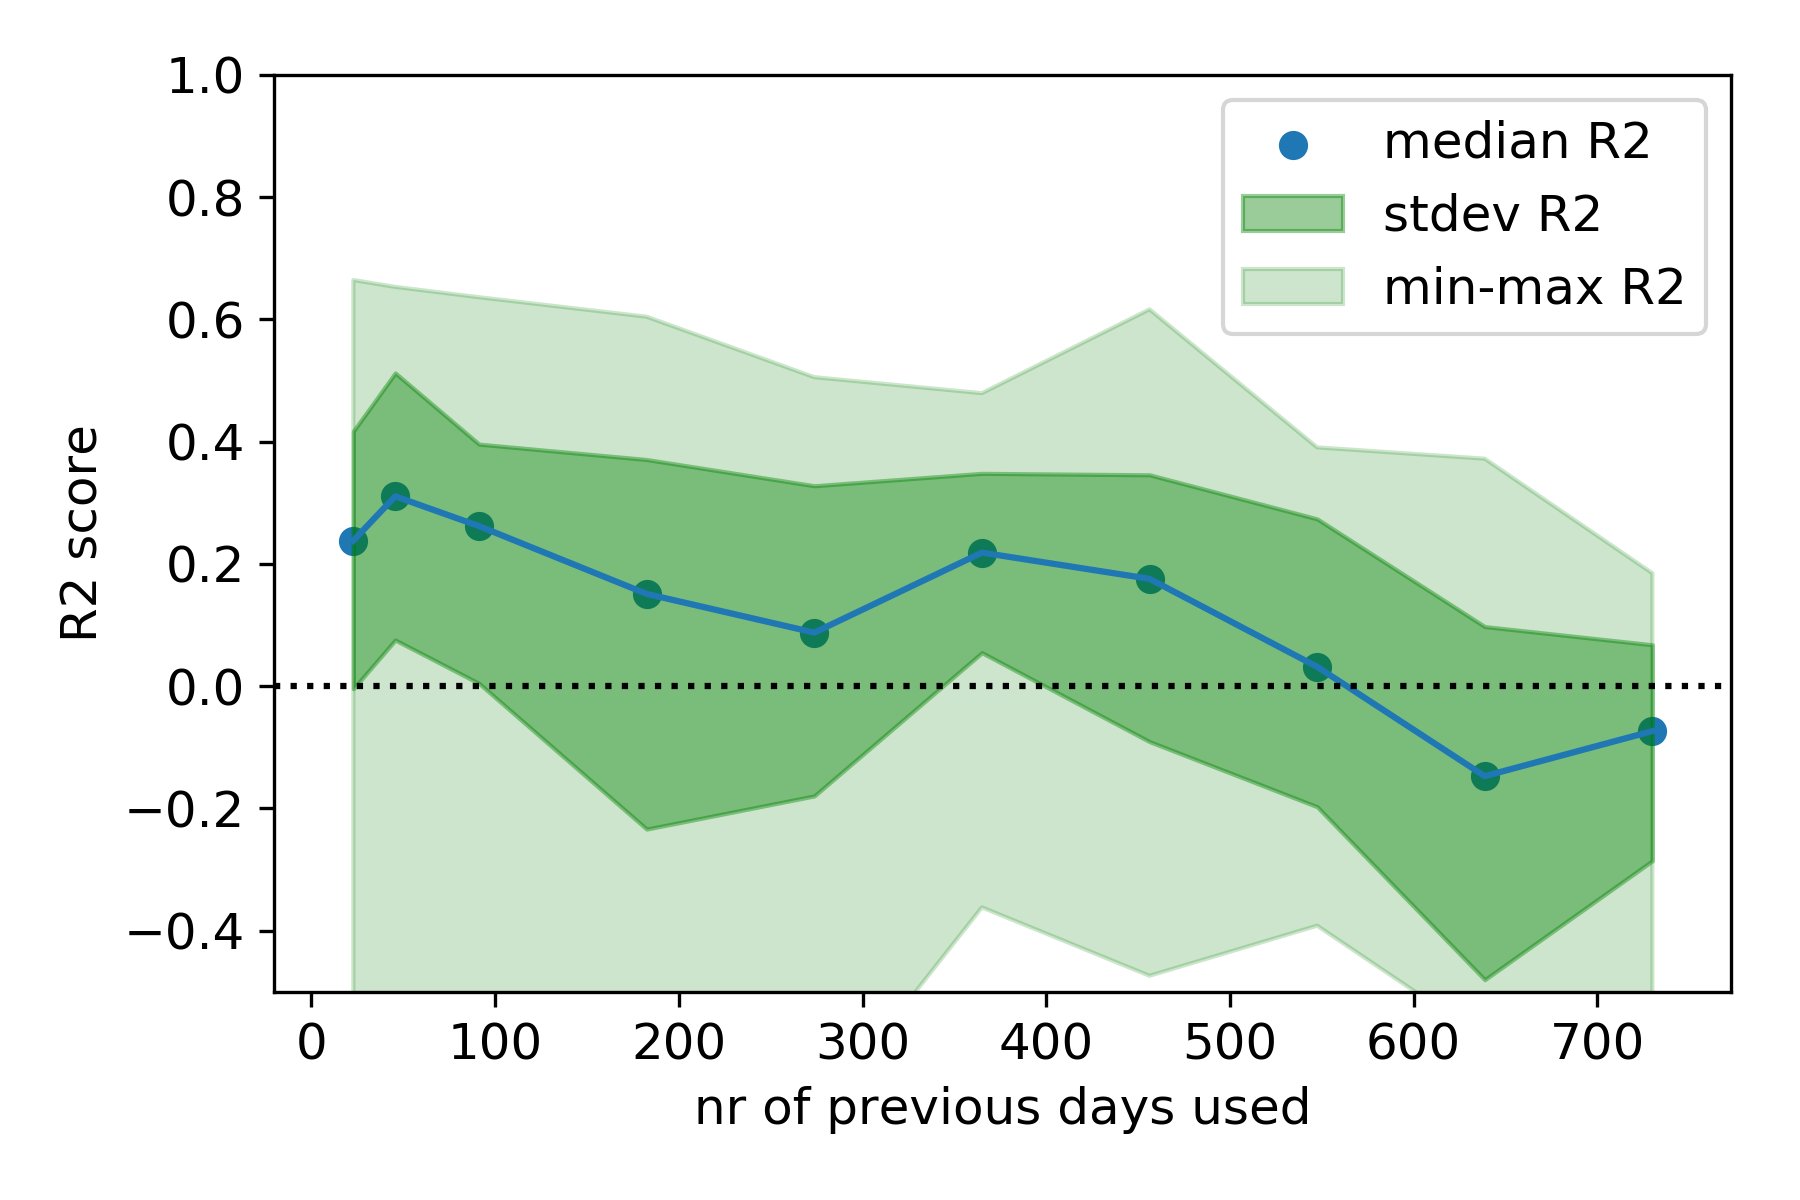 1.0
0.8
0.6
0.4
0.2
0.0
−0.2
−0.4
R2 score
median R2
stdev R2
min-max R2
0 100 200 300 400 500 600 700
nr of previous days used